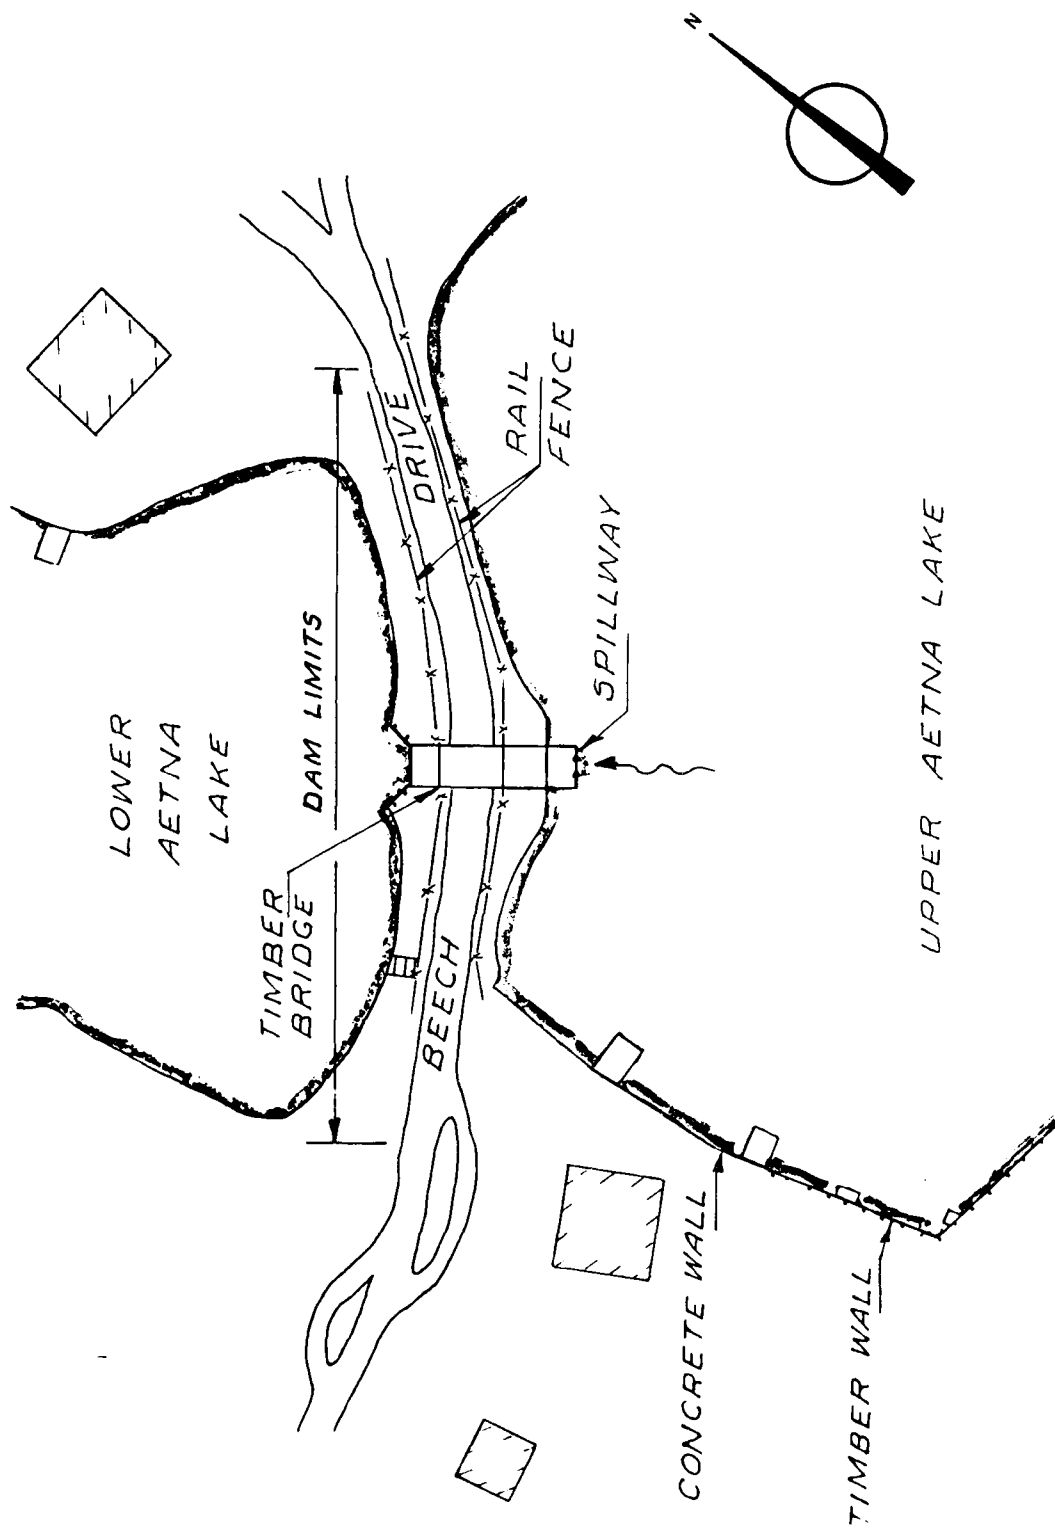 N
LOWER
AETNA
LAKE
DAM LIMITS
TIMBER
BRIDGE
BEECH DRIVE
RAIL
FENCE
SPILLWAY
UPPER AETNA LAKE
CONCRETE WALL
TIMBER WALL